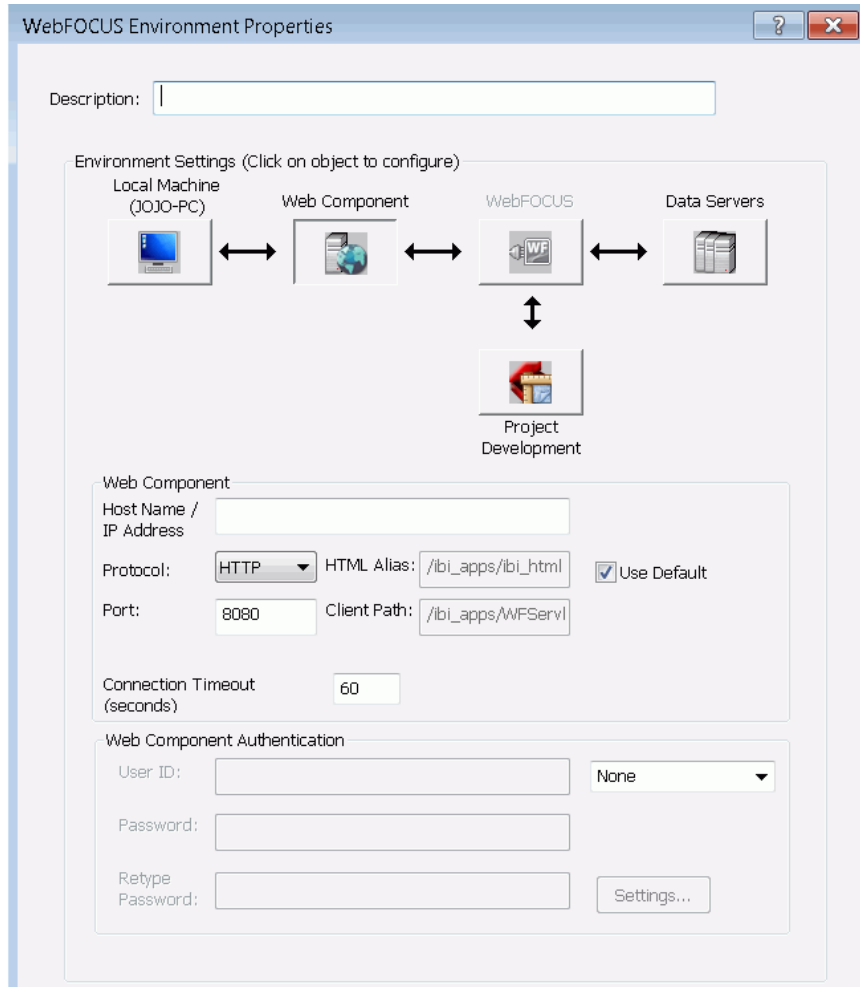 WebFOCUS Environment Properties
?
X
Description:
Environment Settings (Click on object to configure)
Local Machine
(JOJO-PC)
Web Component
WebFOCUS
Data Servers
WF
Project
Development
Web Component
Host Name /
IP Address
Protocol: HTTP HTML Alias: /ibi_apps/ibi_html Use Default
Port: 8080 Client Path: /ibi_apps/WFServl
Connection Timeout
(seconds)
60
Web Component Authentication
User ID: None
Password:
Retype
Password:
Settings...